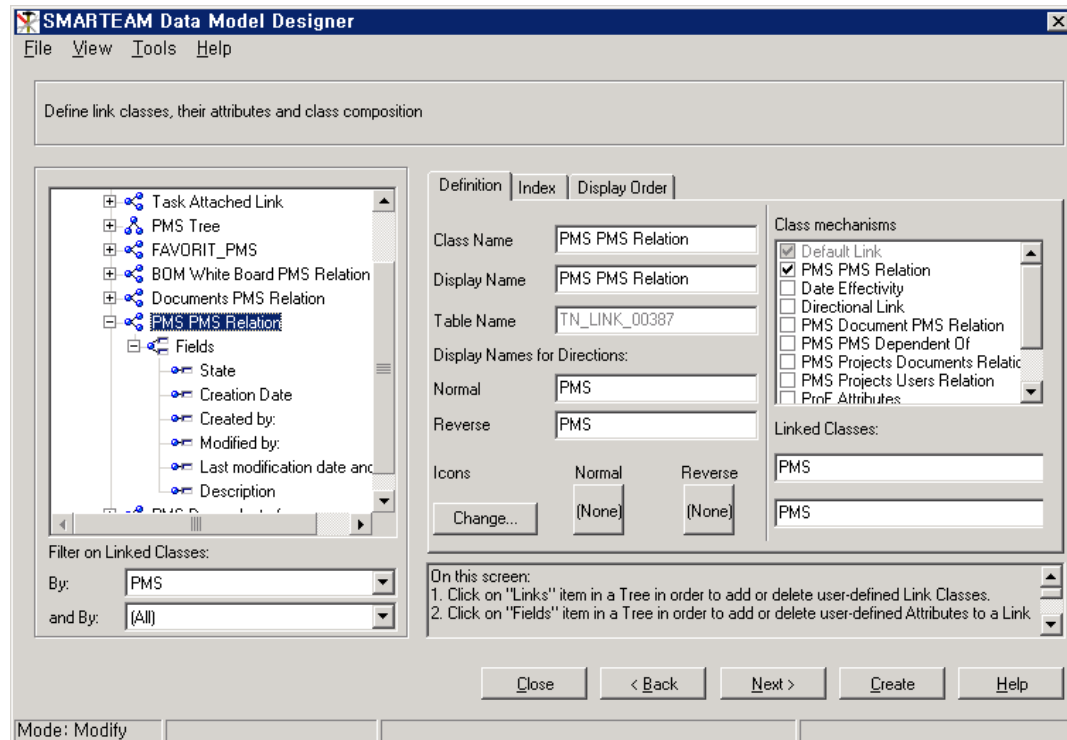 SMARTEAM Data Model Designer
File View Tools Help
Define link classes, their attributes and class composition
Task Attached Link
PMS Tree
FAVORIT_PMS
BOM White Board PMS Relation
Documents PMS Relation
PMS PMS Relation
Fields
State
Creation Date
Created by:
Modified by:
Last modification date and
Description
Filter on Linked Classes:
By: PMS
and By: (All)
Definition Index Display Order
Class Name PMS PMS Relation
Display Name PMS PMS Relation
Table Name TN_LINK_00387
Display Names for Directions:
Normal PMS
Reverse PMS
Icons Normal Reverse
Change... (None) (None)
Class mechanisms
Default Link
PMS PMS Relation
Date Effectivity
Directional Link
PMS Document PMS Relation
PMS PMS Dependent Of
PMS Projects Documents Relatio
PMS Projects Users Relation
ProE Attributes
Linked Classes:
PMS
PMS
On this screen:
1. Click on "Links" item in a Tree in order to add or delete user-defined Link Classes.
2. Click on "Fields" item in a Tree in order to add or delete user-defined Attributes to a Link
Close < Back Next > Create Help
Mode: Modify